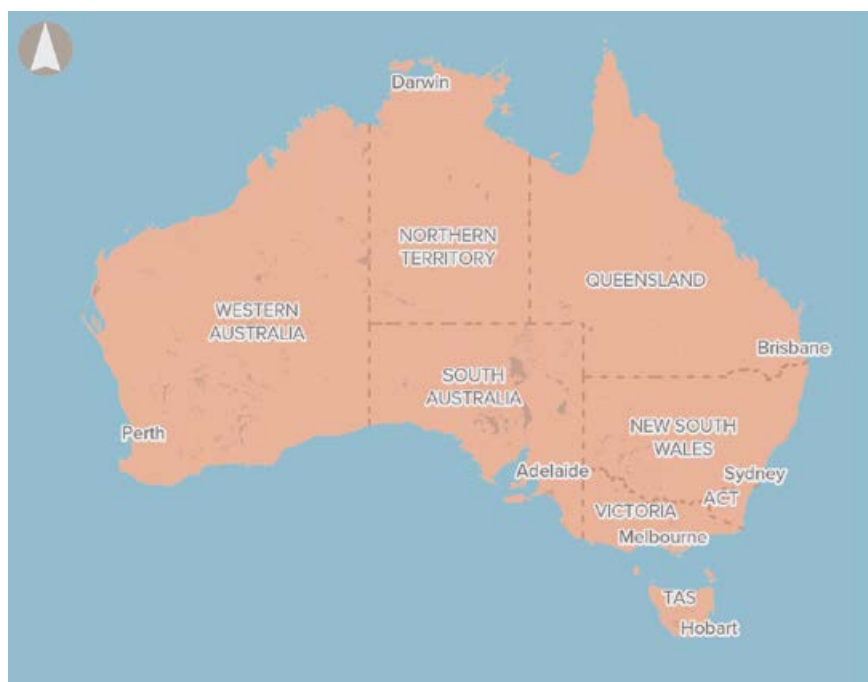 Darwin
NORTHERN
TERRITORY
QUEENSLAND
WESTERN
AUSTRALIA
Brisbane
SOUTH
AUSTRALIA
NEW SOUTH
WALES
Perth
Adelaide
Sydney
ACT
VICTORIA
Melbourne
TAS
Hobart